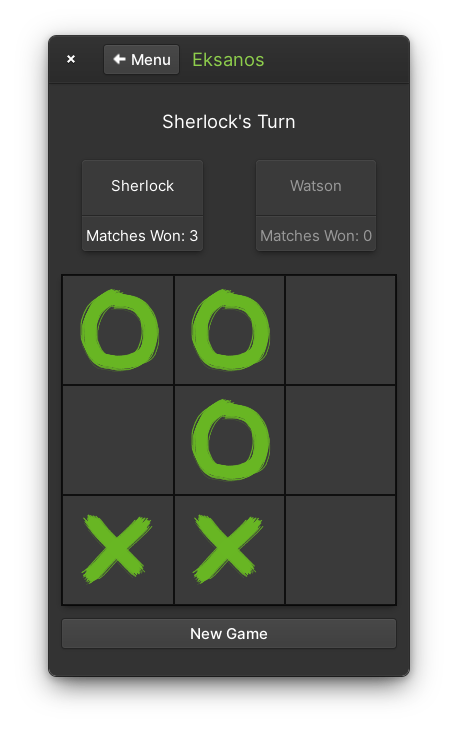 Menu Eksanos
Sherlock's Turn
Sherlock
Watson
Matches Won: 3
Matches Won: 0
New Game